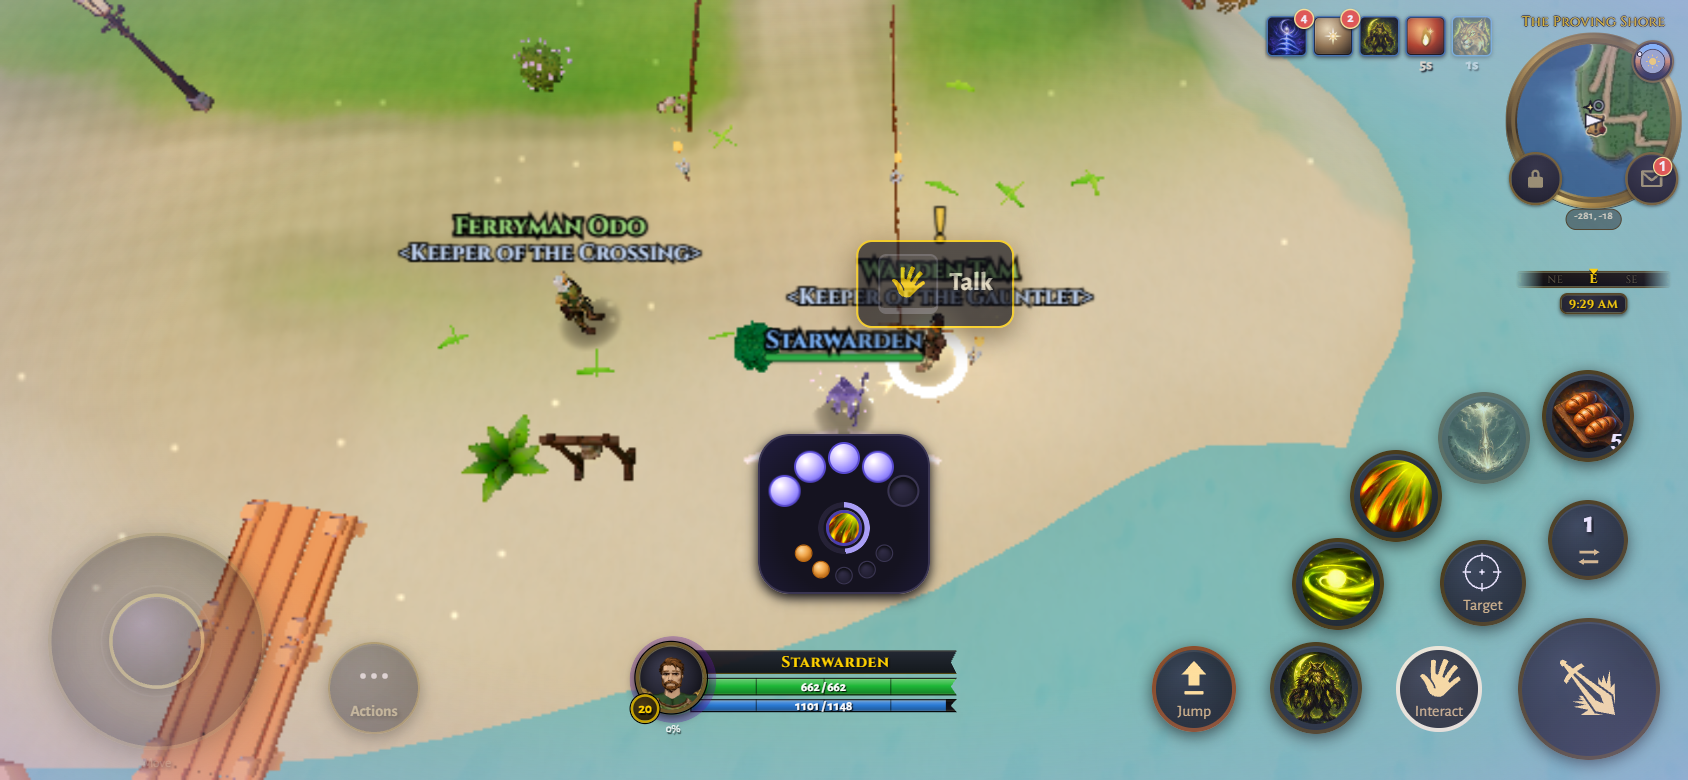 4
2
5s
1s
THE PROVING SHORE
1
-281, -18
NE E SE
9:29 AM
FERRYMAN ODO
<KEEPER OF THE CROSSING>
!
WARDEN TAM
<KEEPER OF THE GAUNTLET>
Talk
STARWARDEN
5
1
Target
Actions
STARWARDEN
662/662
1101/1148
20
0%
Jump
Interact